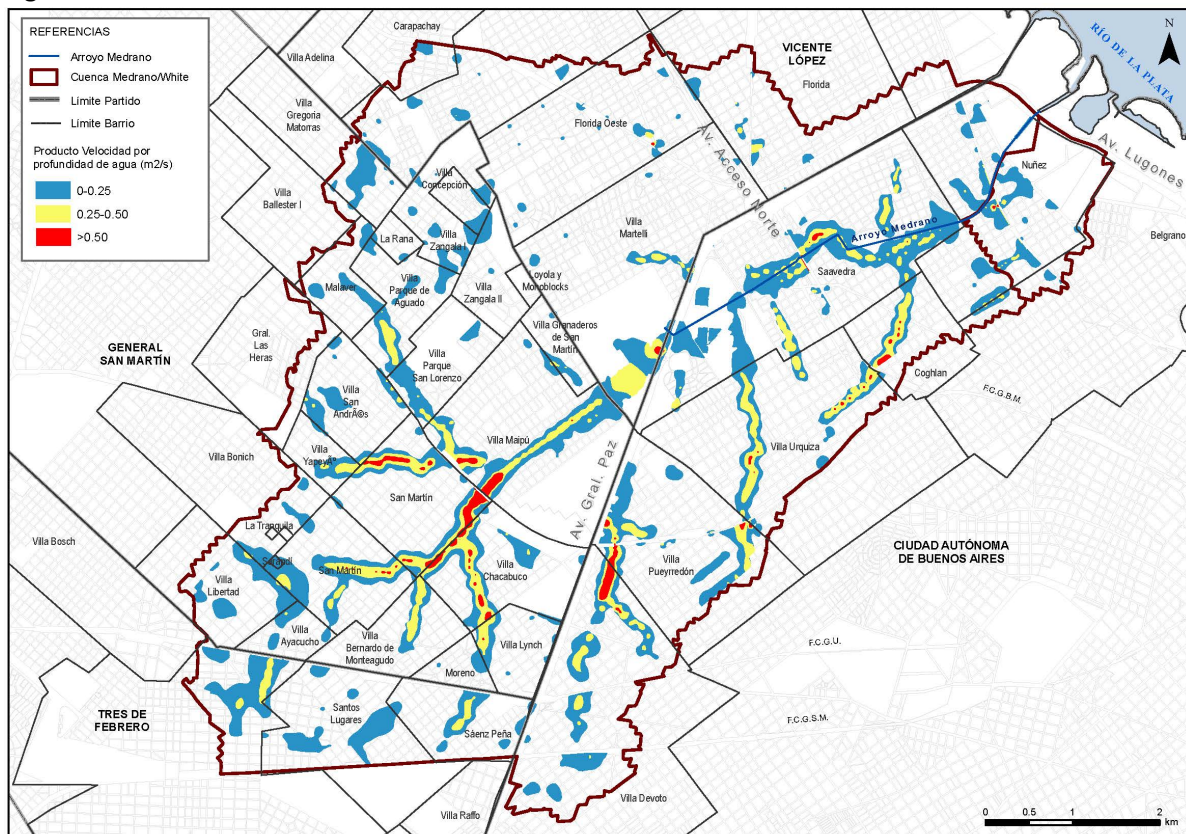 REFERENCIAS
Arroyo Medrano
Cuenca Medrano/White
Límite Partido
Límite Barrio
Producto Velocidad por
profundidad de agua (m2/s)
0-0.25
0.25-0.50
>0.50
Carapachay
Villa Adelina
VICENTE
LÓPEZ
Florida
N
RÍO DE LA PLATA
Villa
Gregoria
Matorras
Florida Oeste
Av. Acceso Norte
Av. Lugones
Nuñez
Villa
Concepción
Villa
Ballester I
La Rana
Villa
Zangala I
Villa
Martelli
Arroyo Medrano
Belgrano
Saavedra
Malaver
Villa
Parque de
Aguado
Villa
Zangala II
Loyola y
Monoblocks
Gral.
Las
Heras
GENERAL
SAN MARTÍN
Villa Granaderos
de San
Martín
Villa
Parque
San Lorenzo
Coghlan
F.C.G.B.M.
Villa
San
AndrÃ©s
Villa Maipú
Villa Urquiza
Villa Bonich
Villa
YapeyÃº
San Martín
Av. Gral. Paz
La Tranquila
Villa Bosch
Sarandí
San Martín
Villa
Libertad
Villa
Chacabuco
Villa
Pueyrredón
CIUDAD AUTÓNOMA
DE BUENOS AIRES
Villa
Ayacucho
Villa
Bernardo de
Monteagudo
Villa Lynch
Moreno
F.C.G.U.
TRES DE
FEBRERO
Santos
Lugares
Sáenz Peña
F.C.G.S.M.
Villa Devoto
Villa Raffo
0 0.5 1 2
km